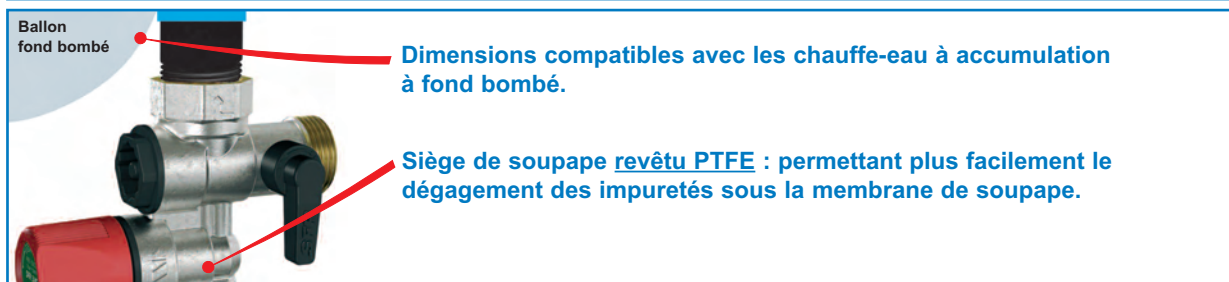 Ballon
fond bombé
Dimensions compatibles avec les chauffe-eau à accumulation
à fond bombé.
Siège de soupape revêtu PTFE : permettant plus facilement le
dégagement des impuretés sous la membrane de soupape.